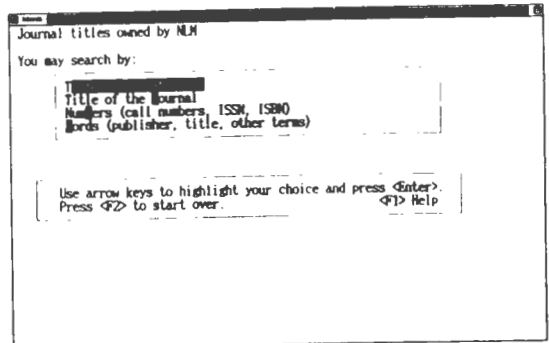 Journal titles owned by NLM
You may search by:
T
Title of the Journal
Numbers (call numbers, ISSN, ISBN)
Words (publisher, title, other terms)
Use arrow keys to highlight your choice and press <Enter>.
Press <F2> to start over. <F1> Help